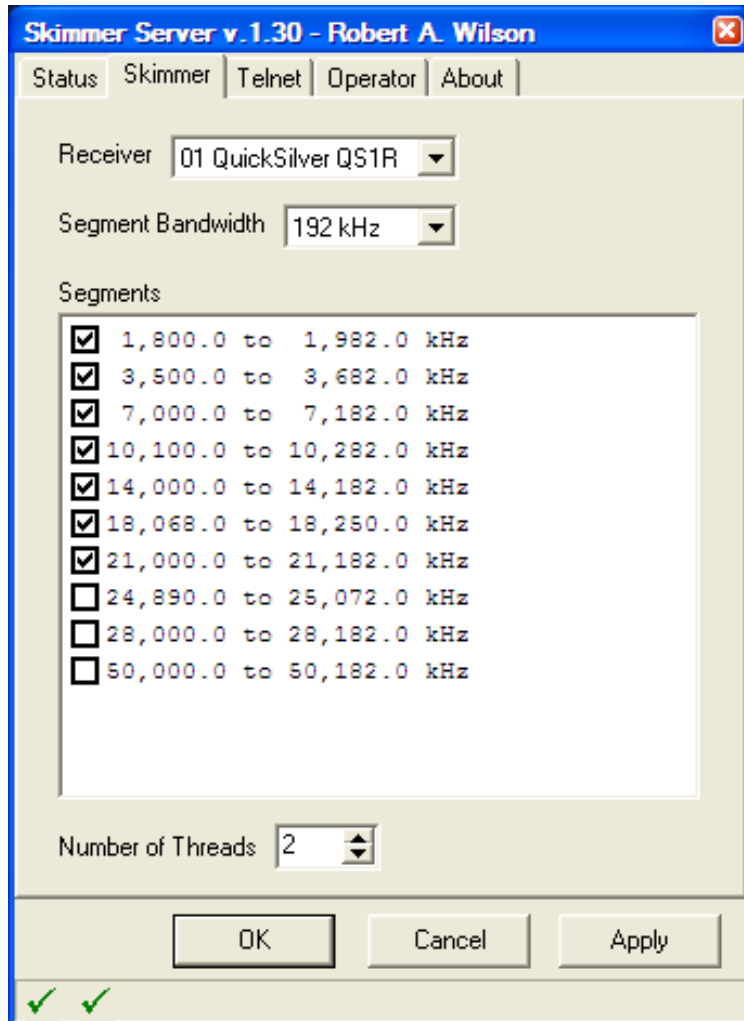 Skimmer Server v.1.30 - Robert A. Wilson
Status Skimmer Telnet Operator About
Receiver 01 QuickSilver QS1R
Segment Bandwidth 192 kHz
Segments
1,800.0 to 1,982.0 kHz
3,500.0 to 3,682.0 kHz
7,000.0 to 7,182.0 kHz
10,100.0 to 10,282.0 kHz
14,000.0 to 14,182.0 kHz
18,068.0 to 18,250.0 kHz
21,000.0 to 21,182.0 kHz
24,890.0 to 25,072.0 kHz
28,000.0 to 28,182.0 kHz
50,000.0 to 50,182.0 kHz
Number of Threads 2
OK Cancel Apply